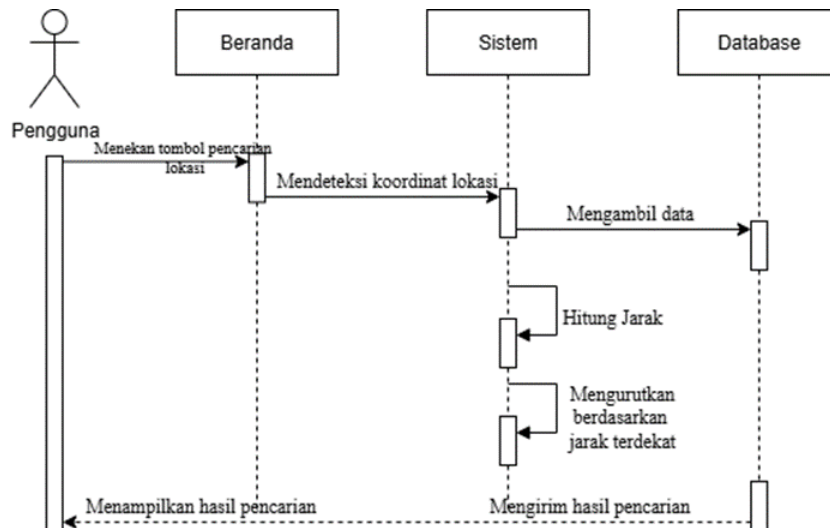 Beranda
Sistem
Database
Pengguna
Menekan tombol pencarian
lokasi
Mendeteksi koordinat lokasi
Mengambil data
Hitung Jarak
Mengurutkan
berdasarkan
jarak terdekat
Menampilkan hasil pencarian
Mengirim hasil pencarian